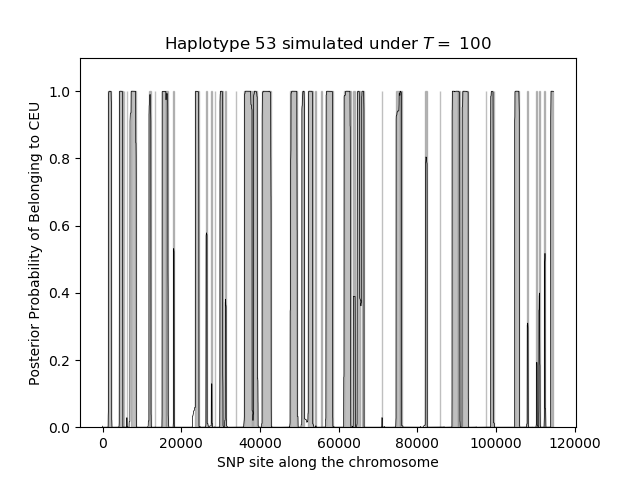 Haplotype 53 simulated under T = 100
Posterior Probability of Belonging to CEU
1.0
0.8
0.6
0.4
0.2
0.0
0 20000 40000 60000 80000 100000 120000
SNP site along the chromosome